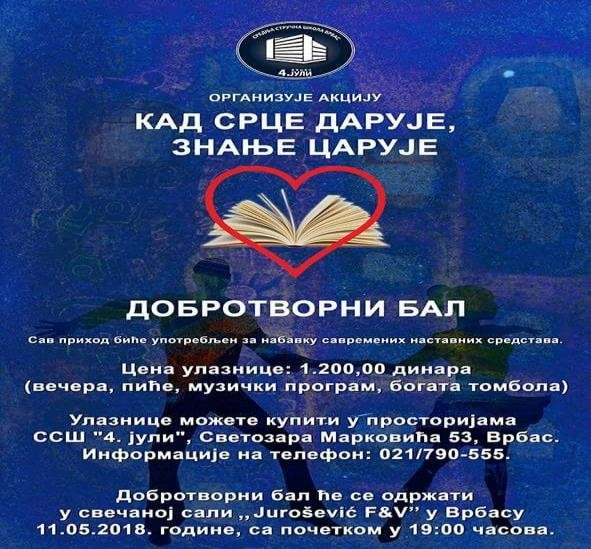 СРЕДЊА СТРУЧНА ШКОЛА ВРБАС
4.ЈУЛИ
ОРГАНИЗУЈЕ АКЦИЈУ
КАД СРЦЕ ДАРУЈЕ,
ЗНАЊЕ ЦАРУЈЕ
ДОБРОТВОРНИ БАЛ
Сав приход биће употребљен за набавку савремених наставних средстава.
Цена улазнице: 1.200,00 динара
(вечера, пиће, музички програм, богата томбола)
Улазнице можете купити у просторијама
ССШ "4. јули", Светозара Марковића 53, Врбас.
Информације на телефон: 021/790-555.
Добротворни бал ће се одржати
у свечаној сали ,,Jurošević F&V” у Врбасу
11.05.2018. године, са почетком у 19:00 часова.